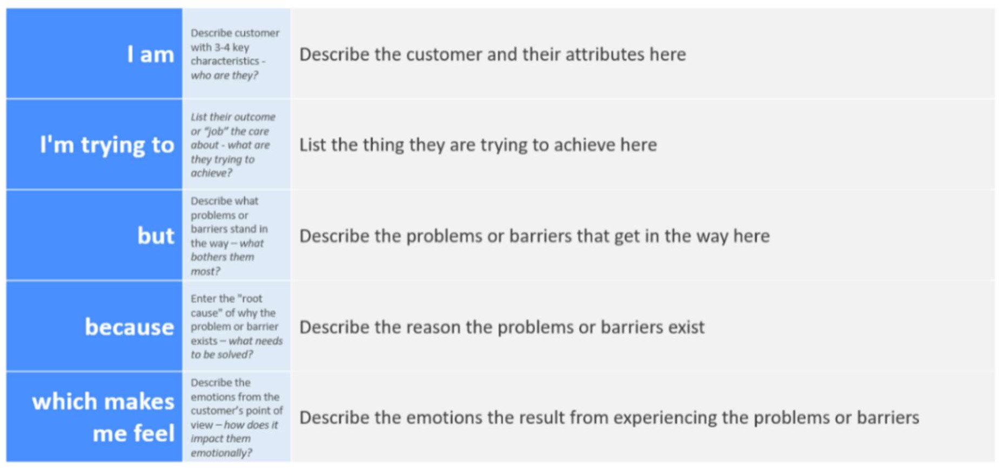 I am
Describe customer
with 3-4 key
characteristics -
who are they?
Describe the customer and their attributes here
I'm trying to
List their outcome
or "job" the care
about - what are
they trying to
achieve?
List the thing they are trying to achieve here
but
Describe what
problems or
barriers stand in
the way – what
bothers them
most?
Describe the problems or barriers that get in the way here
because
Enter the "root
cause" of why the
problem or barrier
exists – what needs
to be solved?
Describe the reason the problems or barriers exist
which makes
me feel
Describe the
emotions from the
customer's point of
view – how does it
impact them
emotionally?
Describe the emotions the result from experiencing the problems or barriers